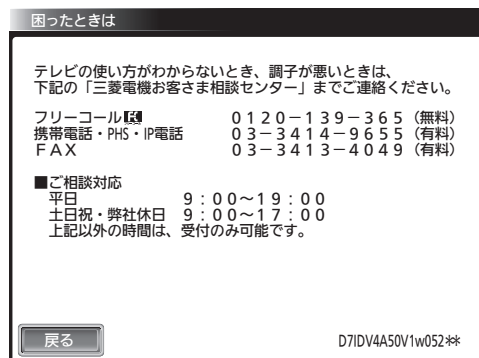 困ったときは
テレビの使い方がわからないとき、調子が悪いときは、
下記の「三菱電機お客さま相談センター」までご連絡ください。
フリーコール 0120－139－365（無料）
携帯電話・PHS・IP電話 03－3414－9655（有料）
FAX 03－3413－4049（有料）
■ご相談対応
平日 9：00～19：00
土日祝・弊社休日 9：00～17：00
上記以外の時間は、受付のみ可能です。
戻る
D7IDV4A50V1w052**